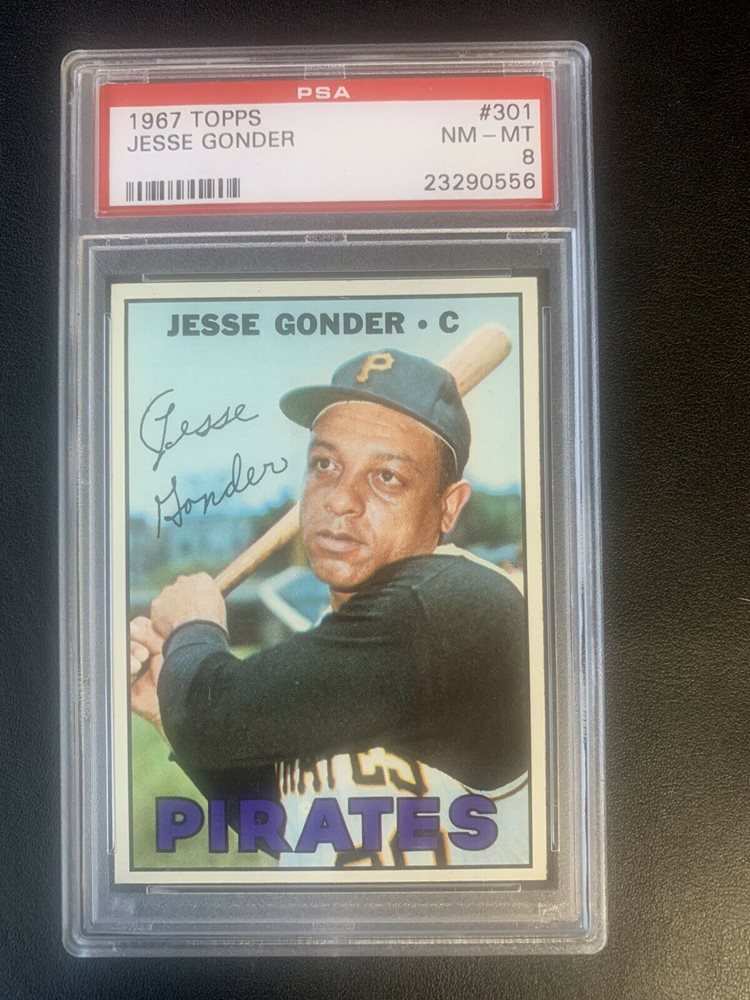 PSA
1967 TOPPS #301
JESSE GONDER NM – MT
8
23290556
JESSE GONDER • C
P
Jesse
Gonder
PIRATES